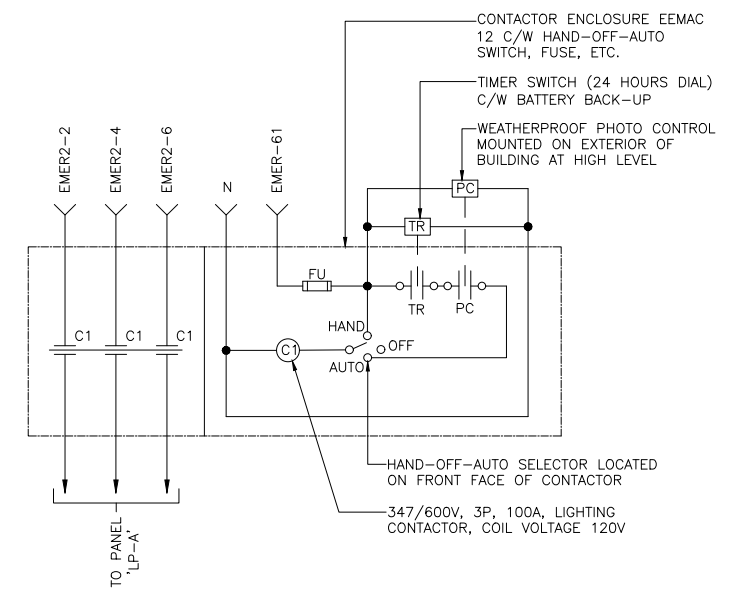 CONTACTOR ENCLOSURE EEMAC
12 C/W HAND-OFF-AUTO
SWITCH, FUSE, ETC.
TIMER SWITCH (24 HOURS DIAL)
C/W BATTERY BACK-UP
WEATHERPROOF PHOTO CONTROL
MOUNTED ON EXTERIOR OF
BUILDING AT HIGH LEVEL
EMER2-2
EMER2-4
EMER2-6
N
EMER-61
PC
TR
FU
TR
PC
C1
C1
C1
HAND
OFF
AUTO
C1
HAND-OFF-AUTO SELECTOR LOCATED
ON FRONT FACE OF CONTACTOR
347/600V, 3P, 100A, LIGHTING
CONTACTOR, COIL VOLTAGE 120V
TO PANEL
'LP-A'